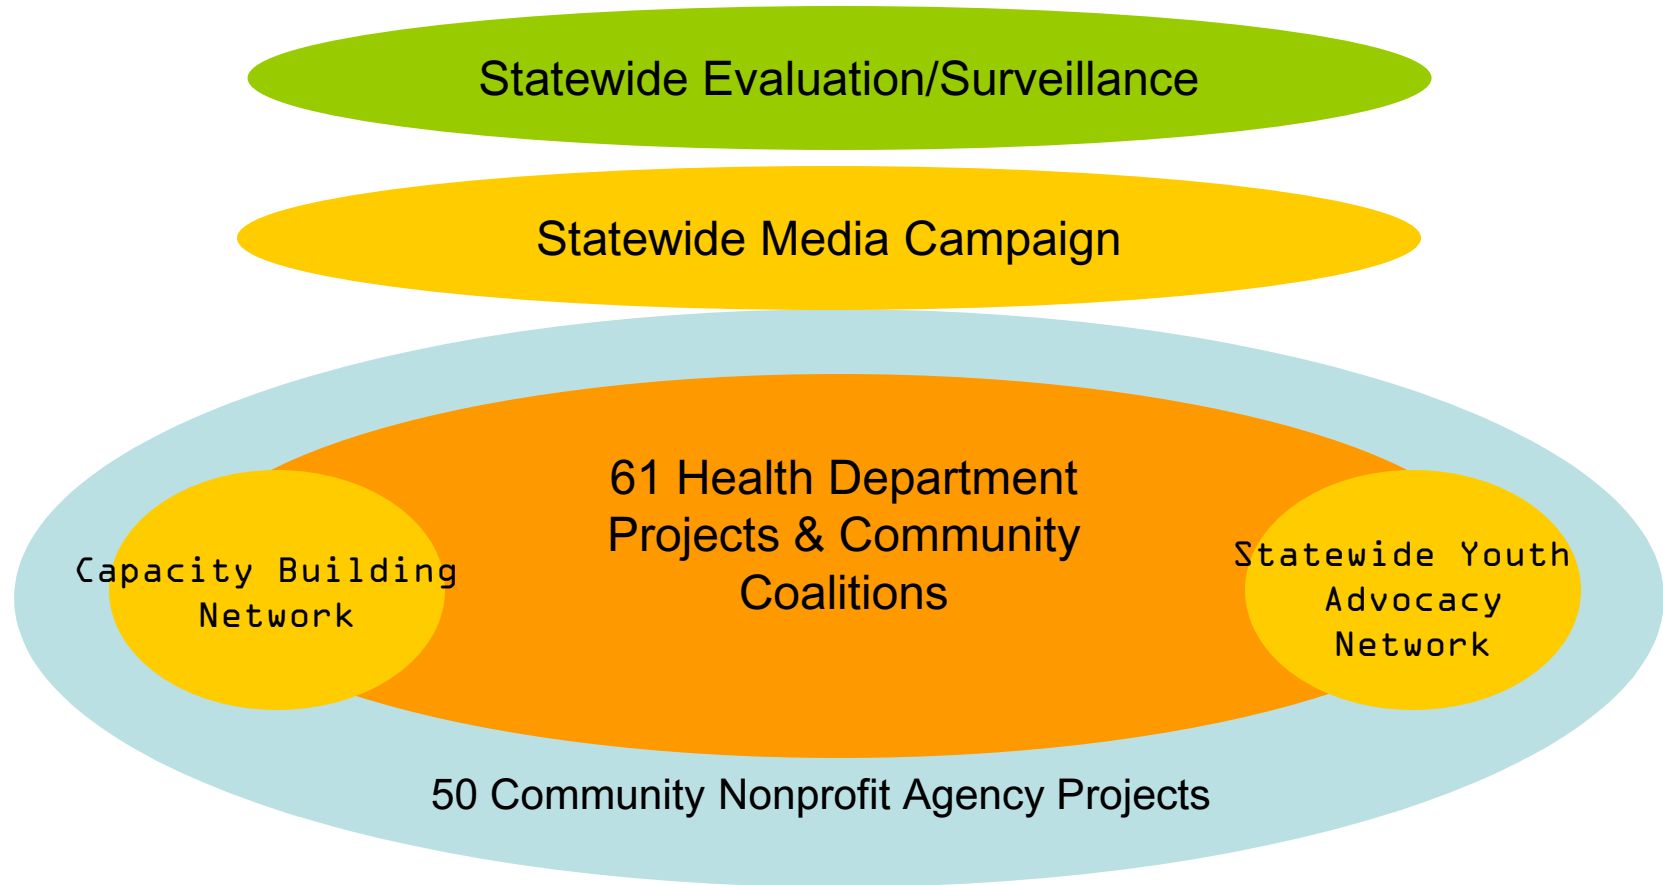 Statewide Evaluation/Surveillance
Statewide Media Campaign
61 Health Department
Projects & Community
Coalitions
Capacity Building
Network
Statewide Youth
Advocacy
Network
50 Community Nonprofit Agency Projects